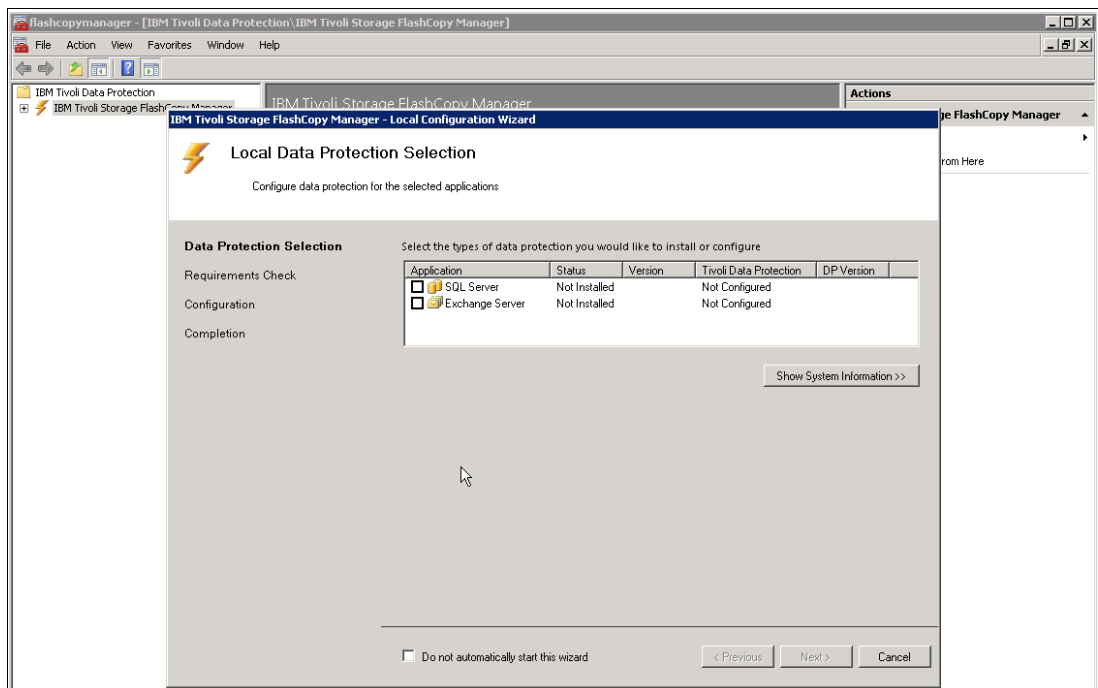 flashcopymanager - [IBM Tivoli Data Protection\IBM Tivoli Storage FlashCopy Manager]
File Action View Favorites Window Help
IBM Tivoli Data Protection
IBM Tivoli Storage FlashCopy Manager
IBM Tivoli Storage FlashCopy Manager
Actions
ge FlashCopy Manager
rom Here
IBM Tivoli Storage FlashCopy Manager - Local Configuration Wizard
Local Data Protection Selection
Configure data protection for the selected applications
Data Protection Selection
Requirements Check
Configuration
Completion
Select the types of data protection you would like to install or configure
Application Status Version Tivoli Data Protection DP Version
SQL Server Not Installed Not Configured
Exchange Server Not Installed Not Configured
Show System Information >>
Do not automatically start this wizard
< Previous Next > Cancel